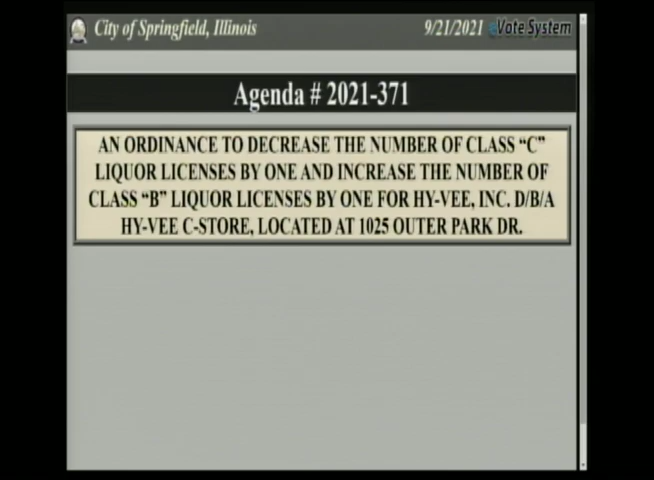 City of Springfield, Illinois 9/21/2021 eVote System
Agenda # 2021-371
AN ORDINANCE TO DECREASE THE NUMBER OF CLASS “C”
LIQUOR LICENSES BY ONE AND INCREASE THE NUMBER OF
CLASS “B” LIQUOR LICENSES BY ONE FOR HY-VEE, INC. D/B/A
HY-VEE C-STORE, LOCATED AT 1025 OUTER PARK DR.